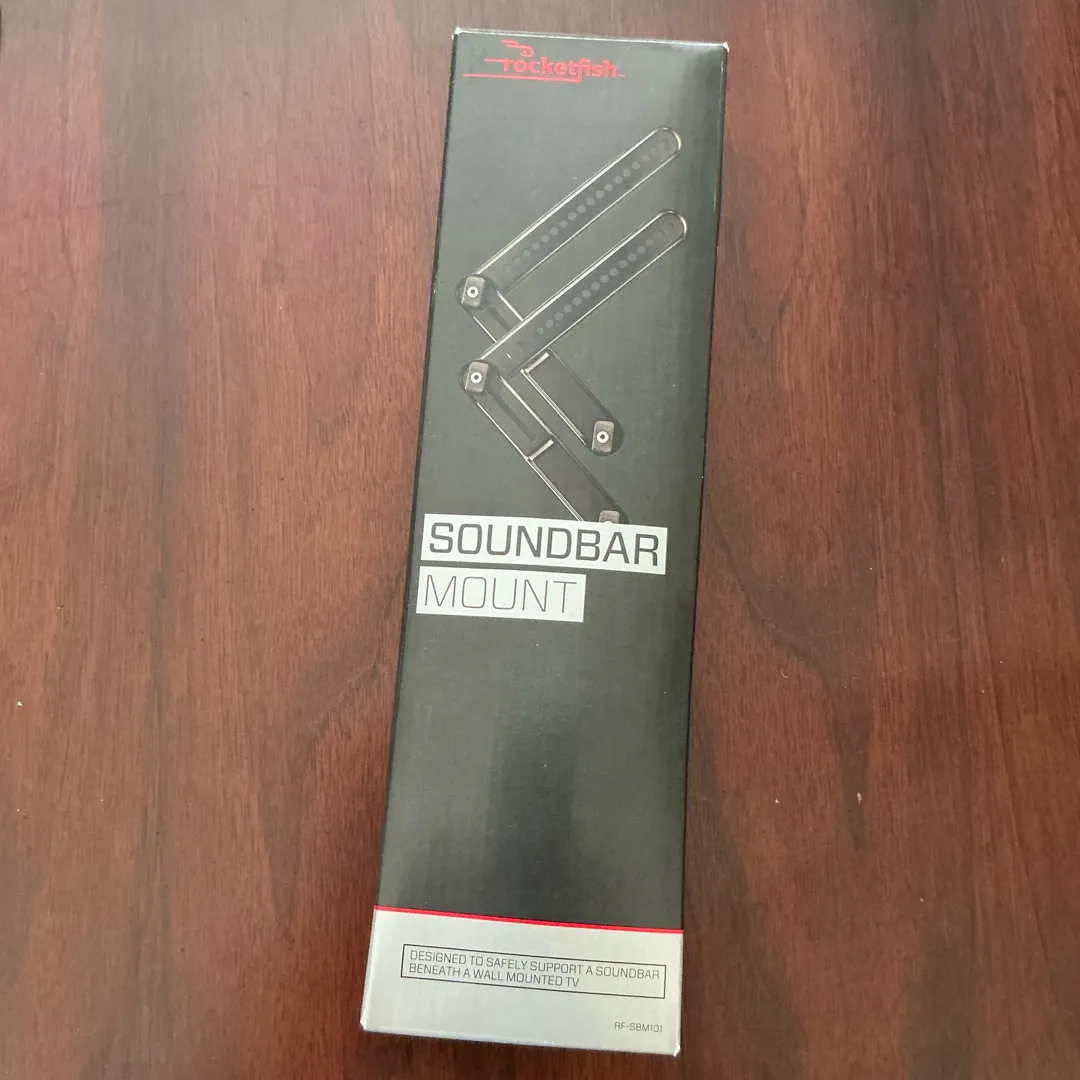 rocketfish
SOUNDBAR
MOUNT
DESIGNED TO SAFELY SUPPORT A SOUNDBAR
BENEATH A WALL MOUNTED TV
RF-SBM101